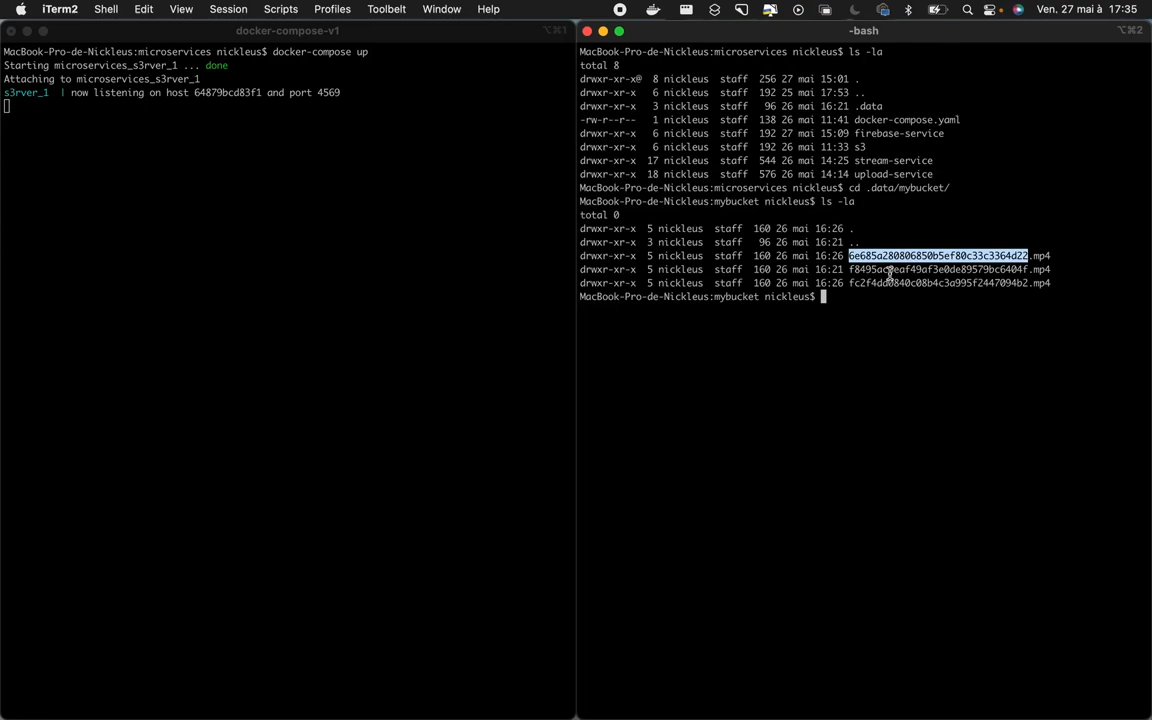 iTerm2 Shell Edit View Session Scripts Profiles Toolbelt Window Help Ven. 27 mai à 17:35
docker-compose-v1 ⌥⌘1
MacBook-Pro-de-Nickleus:microservices nickleus$ docker-compose up
Starting microservices_s3rver_1 ... done
Attaching to microservices_s3rver_1
s3rver_1 | now listening on host 64879bcd83f1 and port 4569
-bash ⌥⌘2
MacBook-Pro-de-Nickleus:microservices nickleus$ ls -la
total 8
drwxr-xr-x@ 8 nickleus staff 256 27 mai 15:01 .
drwxr-xr-x 6 nickleus staff 192 25 mai 17:53 ..
drwxr-xr-x 3 nickleus staff 96 26 mai 16:21 .data
-rw-r--r-- 1 nickleus staff 138 26 mai 11:41 docker-compose.yaml
drwxr-xr-x 6 nickleus staff 192 27 mai 15:09 firebase-service
drwxr-xr-x 6 nickleus staff 192 26 mai 11:33 s3
drwxr-xr-x 17 nickleus staff 544 26 mai 14:25 stream-service
drwxr-xr-x 18 nickleus staff 576 26 mai 14:14 upload-service
MacBook-Pro-de-Nickleus:microservices nickleus$ cd .data/mybucket/
MacBook-Pro-de-Nickleus:mybucket nickleus$ ls -la
total 0
drwxr-xr-x 5 nickleus staff 160 26 mai 16:26 .
drwxr-xr-x 3 nickleus staff 96 26 mai 16:21 ..
drwxr-xr-x 5 nickleus staff 160 26 mai 16:26 6e685a280806850b5ef80c33c3364d22.mp4
drwxr-xr-x 5 nickleus staff 160 26 mai 16:21
drwxr-xr-x 5 nickleus staff 160 26 mai 16:26
MacBook-Pro-de-Nickleus:mybucket nickleus$